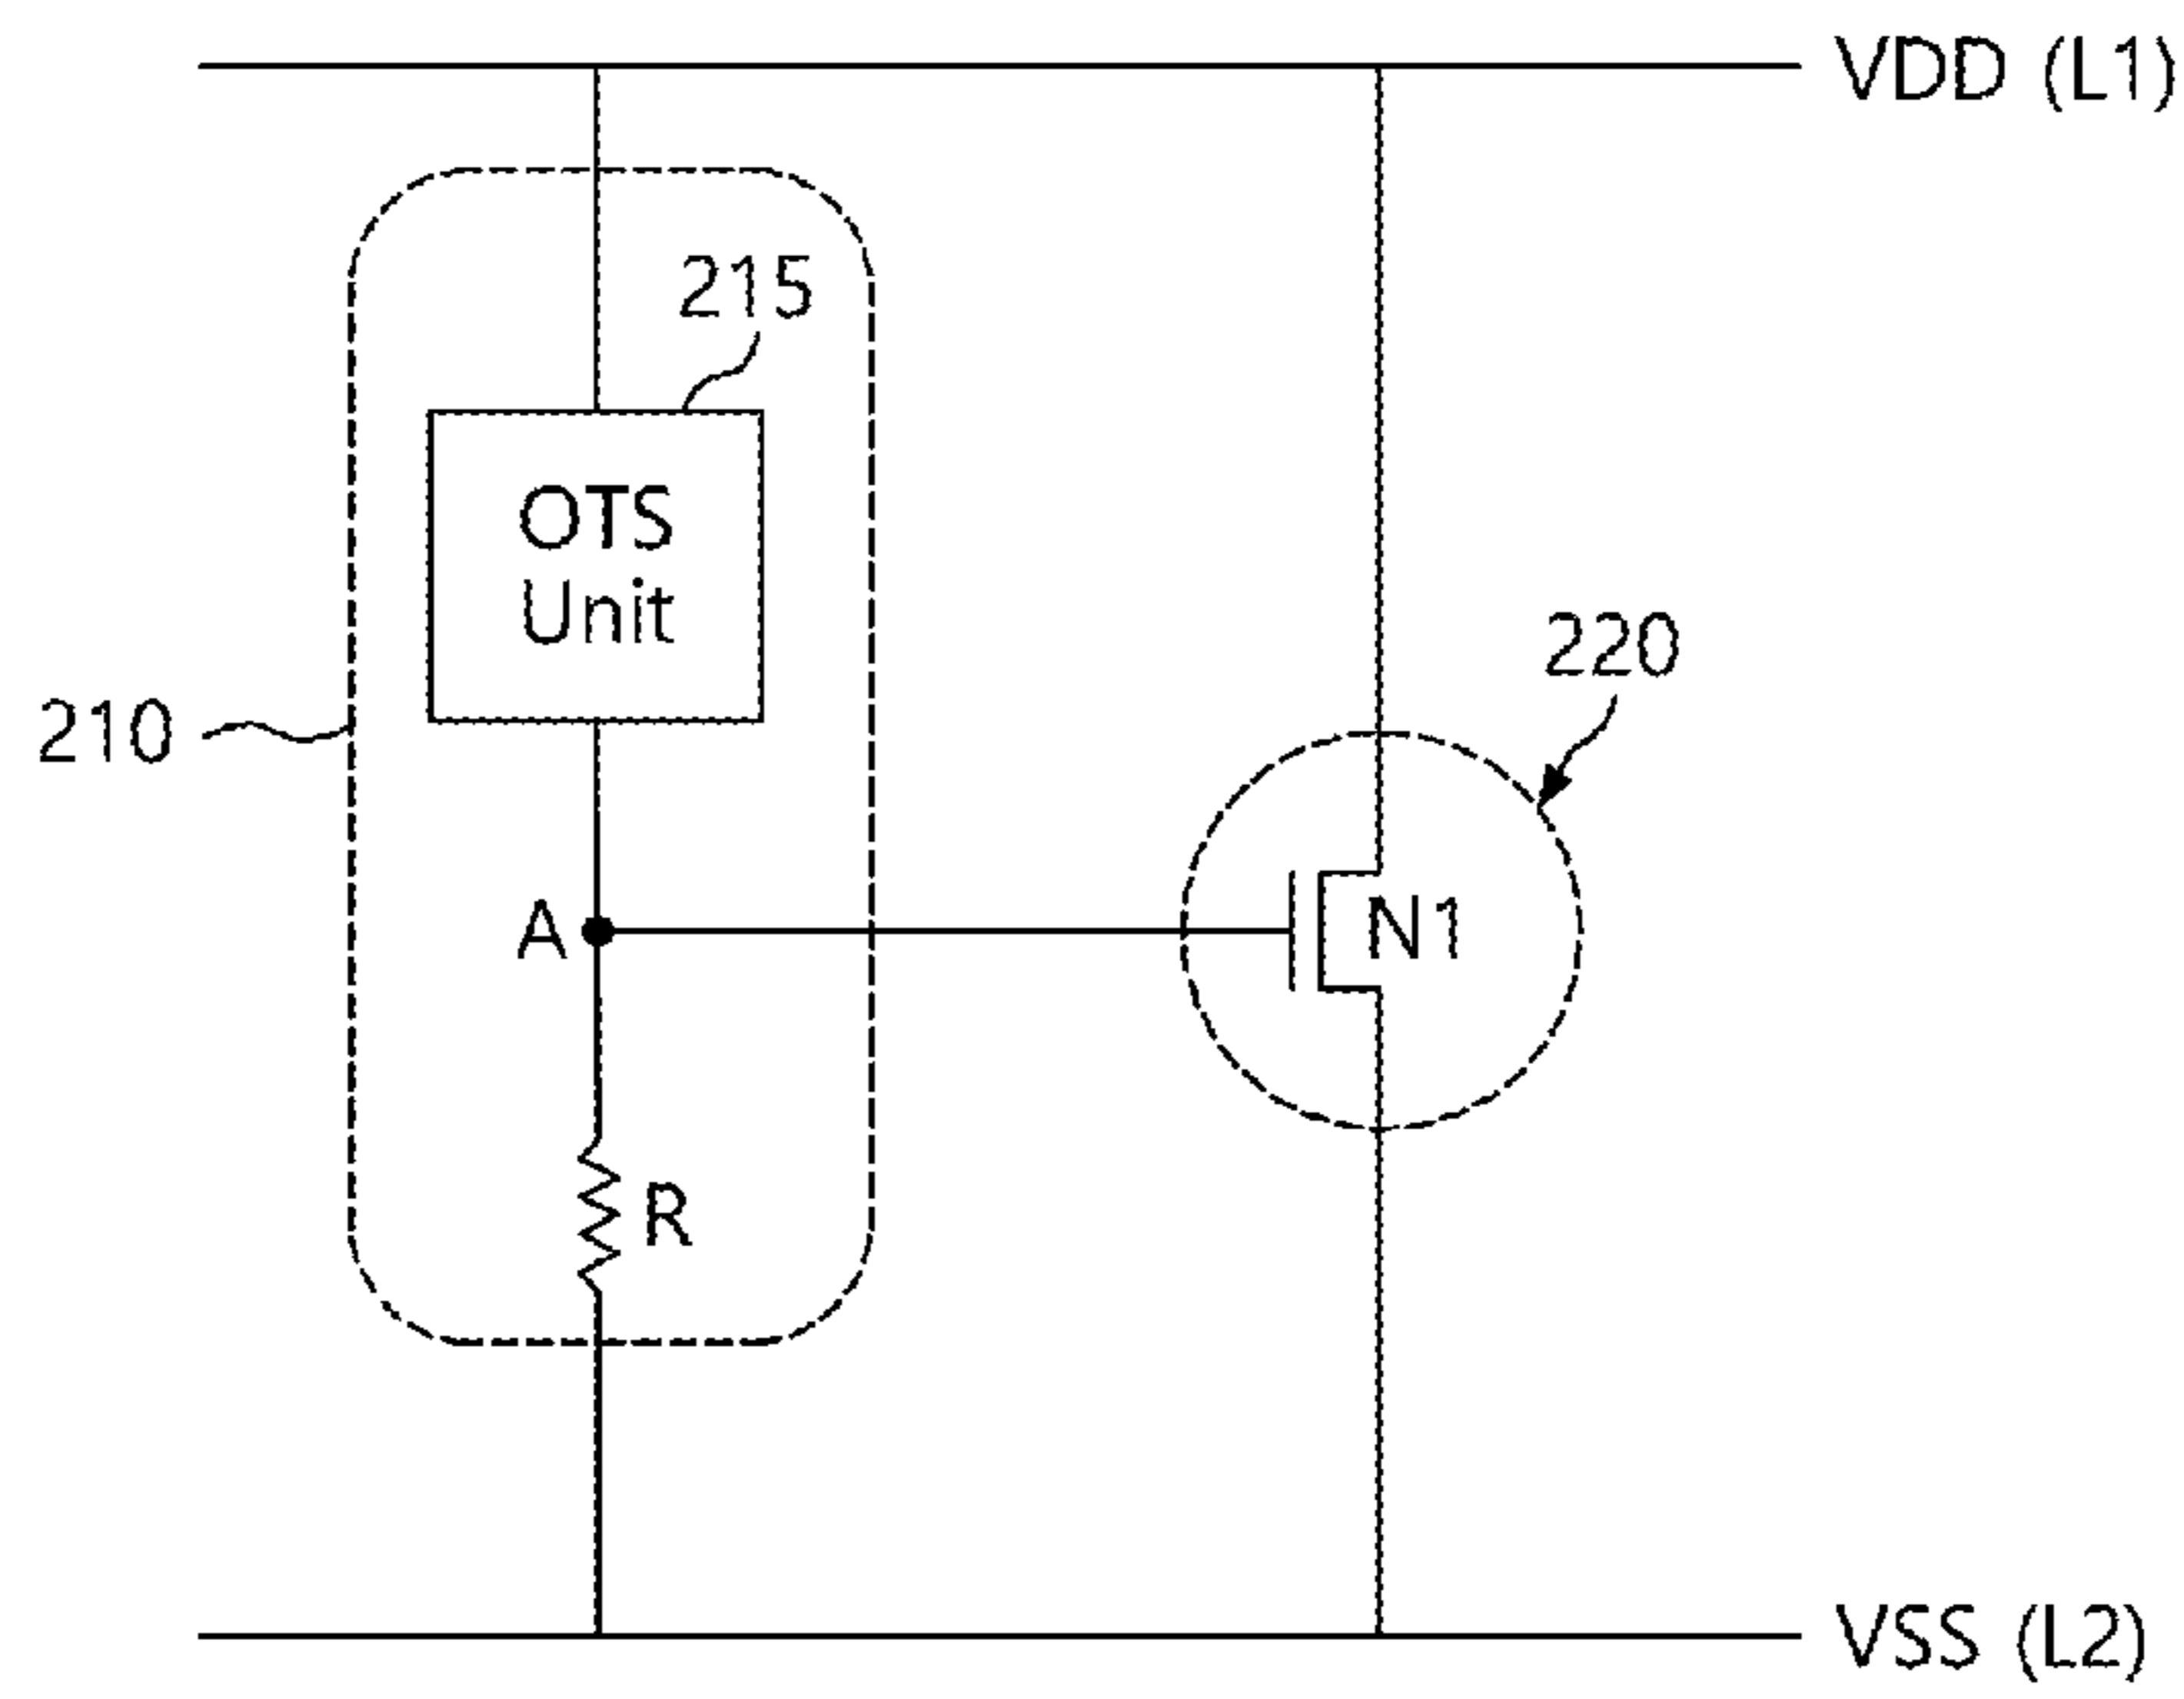 VDD (L1)
215
OTS
Unit
220
210
A
N1
R
VSS (L2)